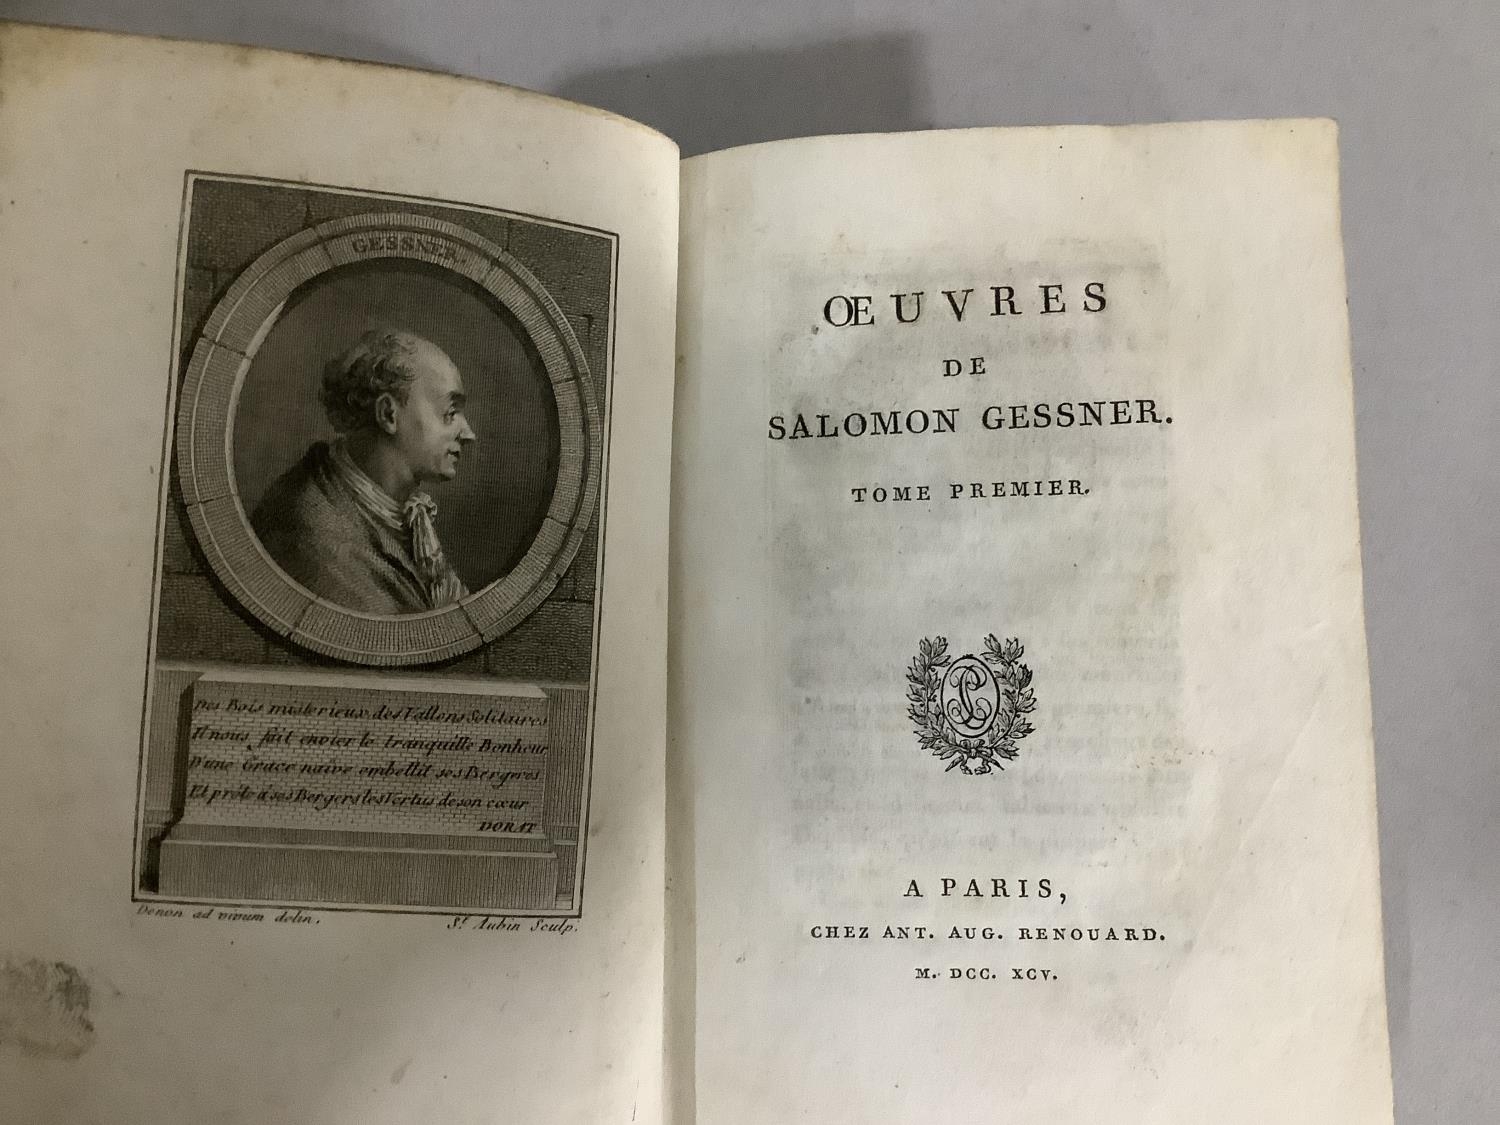 GESSNER.
Des Bois misterieux des Vallons Solitaires
Il nous fait envier le tranquille Bonheur
D'une Grace naïve embellit ses Bergeres
Et prête à ses Bergers les Vertus de son cœur
DORAT
Denon ad vivum delin. St. Aubin Sculp.
ŒUVRES
DE
SALOMON GESSNER.
TOME PREMIER.
A PARIS,
CHEZ ANT. AUG. RENOUARD.
M. DCC. XCV.